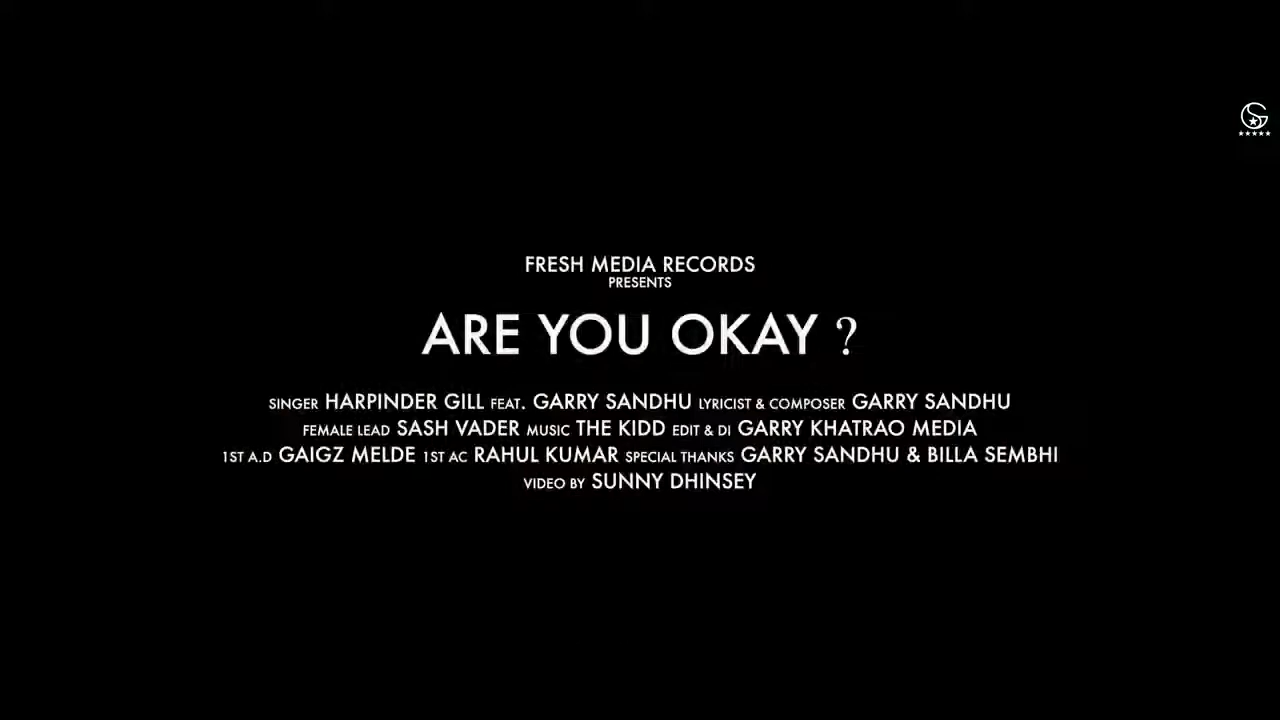 FRESH MEDIA RECORDS
PRESENTS
ARE YOU OKAY ?
SINGER HARPINDER GILL FEAT. GARRY SANDHU LYRICIST & COMPOSER GARRY SANDHU
FEMALE LEAD SASH VADER MUSIC THE KIDD EDIT & DI GARRY KHATRAO MEDIA
1ST A.D GAIGZ MELDE 1ST AC RAHUL KUMAR SPECIAL THANKS GARRY SANDHU & BILLA SEMBHI
VIDEO BY SUNNY DHINSEY